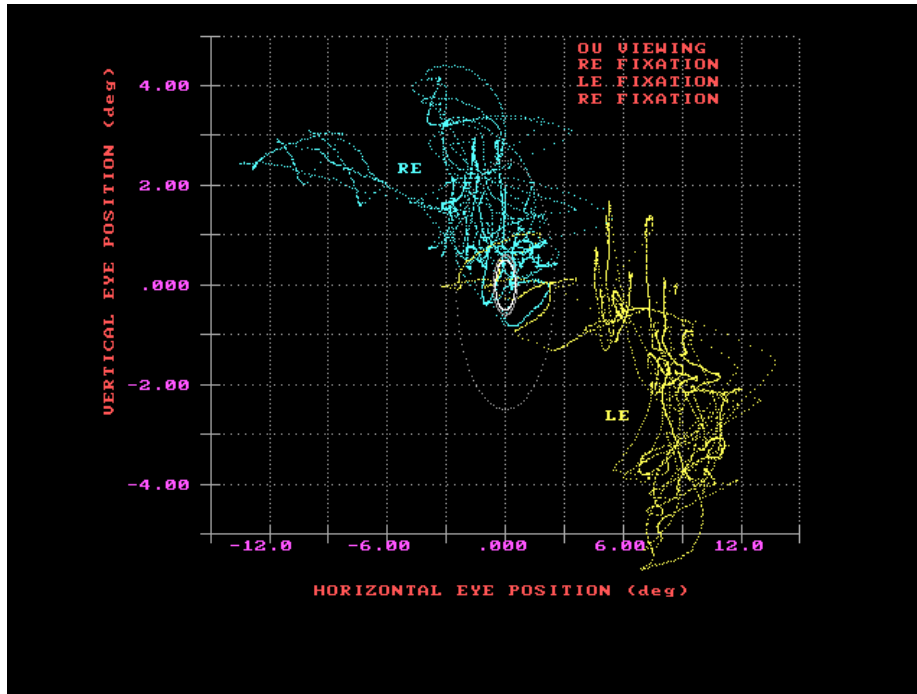 OU VIEWING
RE FIXATION
LE FIXATION
RE FIXATION
VERTICAL EYE POSITION (deg)
4.00
2.00
.000
-2.00
-4.00
RE
LE
-12.0 -6.00 .000 6.00 12.0
HORIZONTAL EYE POSITION (deg)